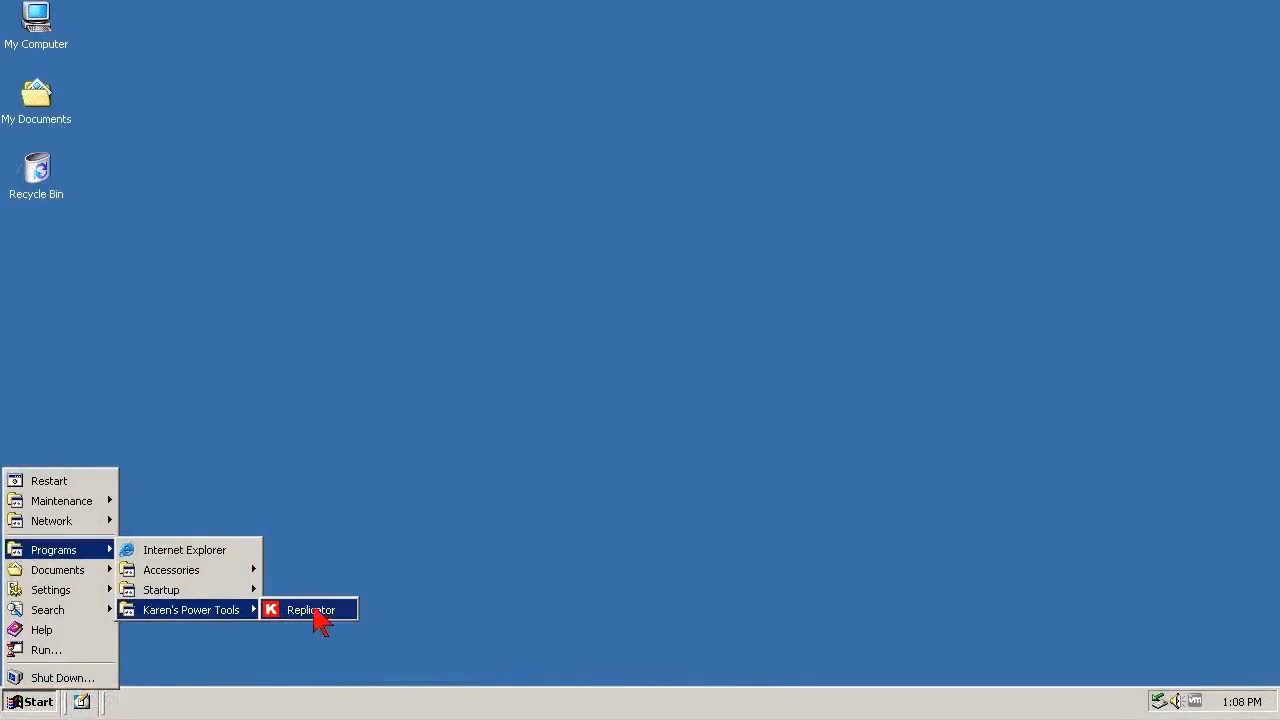 My Computer
My Documents
Recycle Bin
Restart
Maintenance
Network
Programs
Documents
Settings
Search
Help
Run...
Shut Down...
Internet Explorer
Accessories
Startup
Karen's Power Tools
K Replicator
Start
vm
1:08 PM